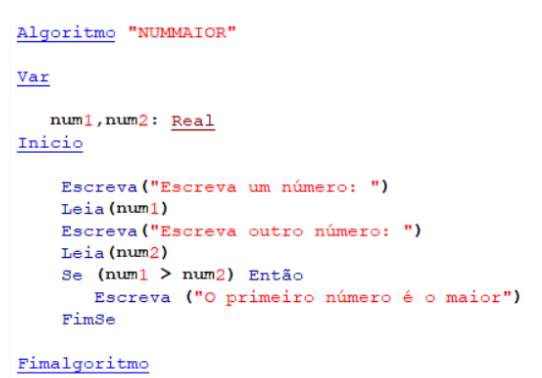 Algoritmo "NUMMAIOR"
Var
num1,num2: Real
Inicio
Escreva("Escreva um número: ")
Leia(num1)
Escreva("Escreva outro número: ")
Leia(num2)
Se (num1 > num2) Então
Escreva ("O primeiro número é o maior")
FimSe
Fimalgoritmo